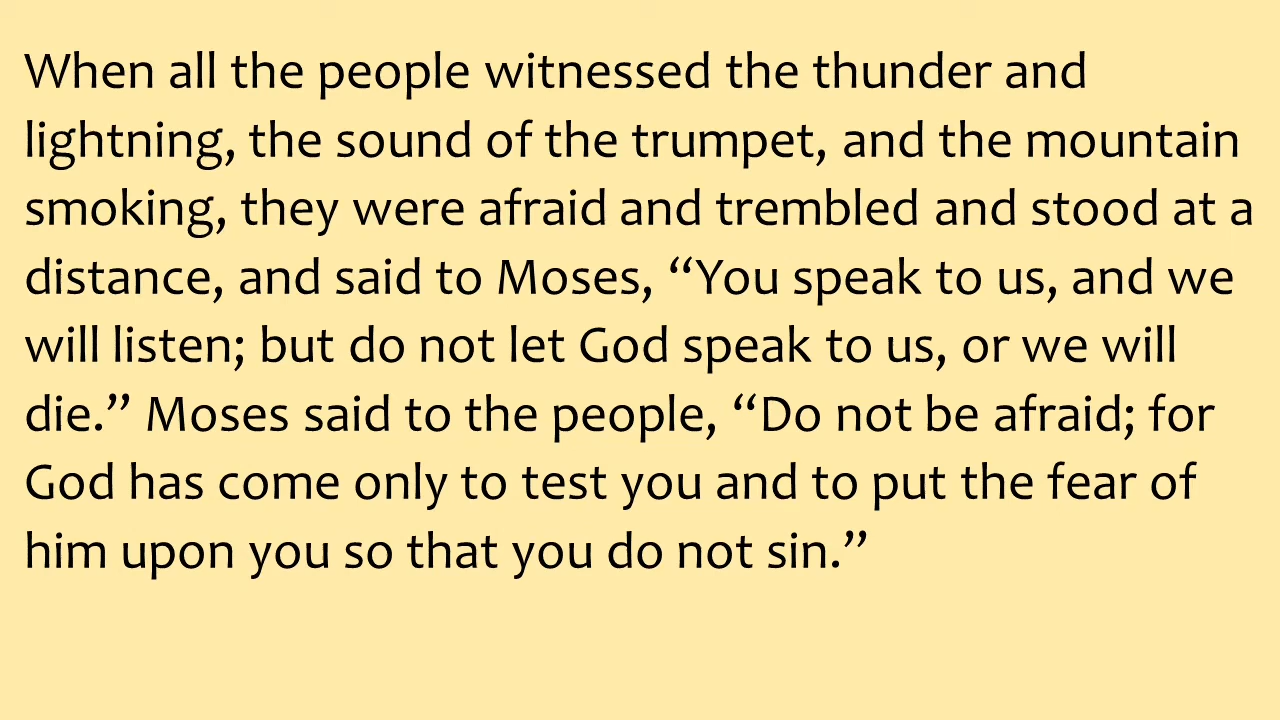 When all the people witnessed the thunder and
lightning, the sound of the trumpet, and the mountain
smoking, they were afraid and trembled and stood at a
distance, and said to Moses, “You speak to us, and we
will listen; but do not let God speak to us, or we will
die.” Moses said to the people, “Do not be afraid; for
God has come only to test you and to put the fear of
him upon you so that you do not sin.”